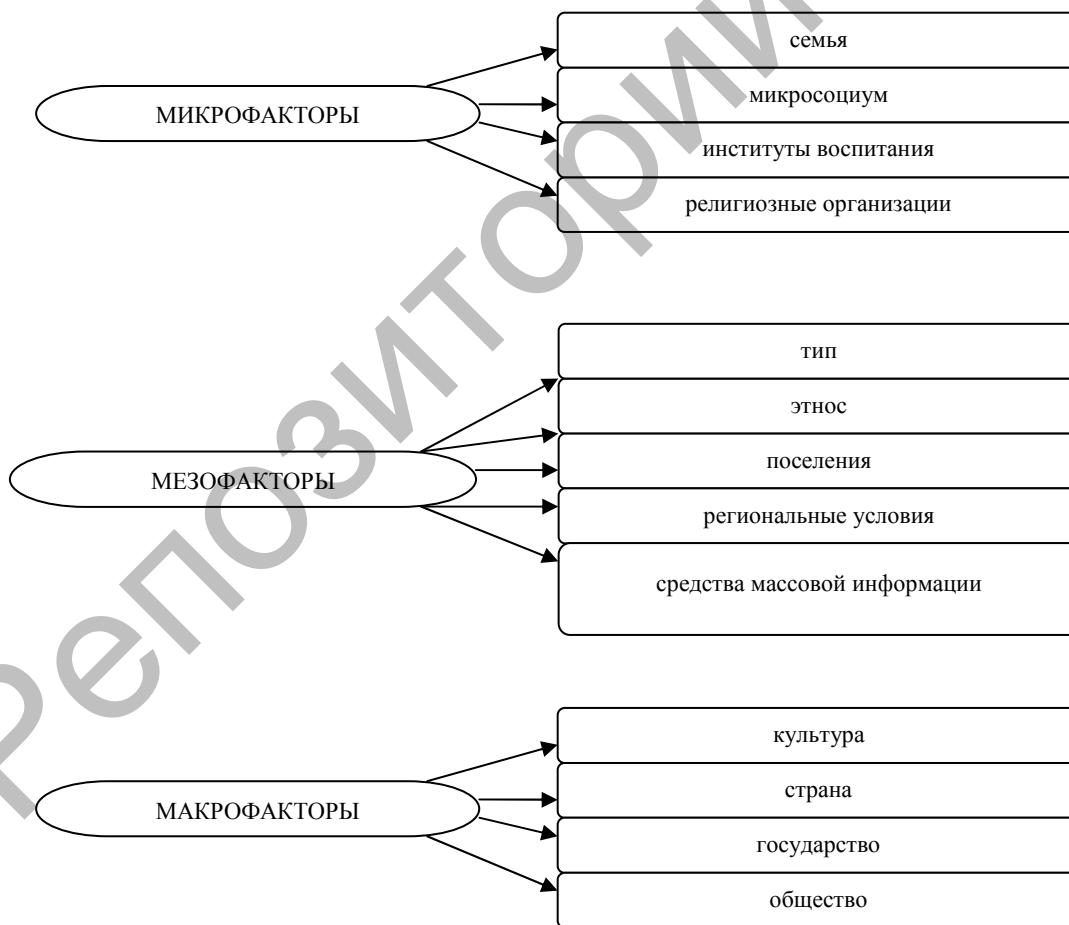 МИКРОФАКТОРЫ
семья
микросоциум
институты воспитания
религиозные организации
МЕЗОФАКТОРЫ
тип
этнос
поселения
региональные условия
средства массовой информации
МАКРОФАКТОРЫ
культура
страна
государство
общество
Репозитори